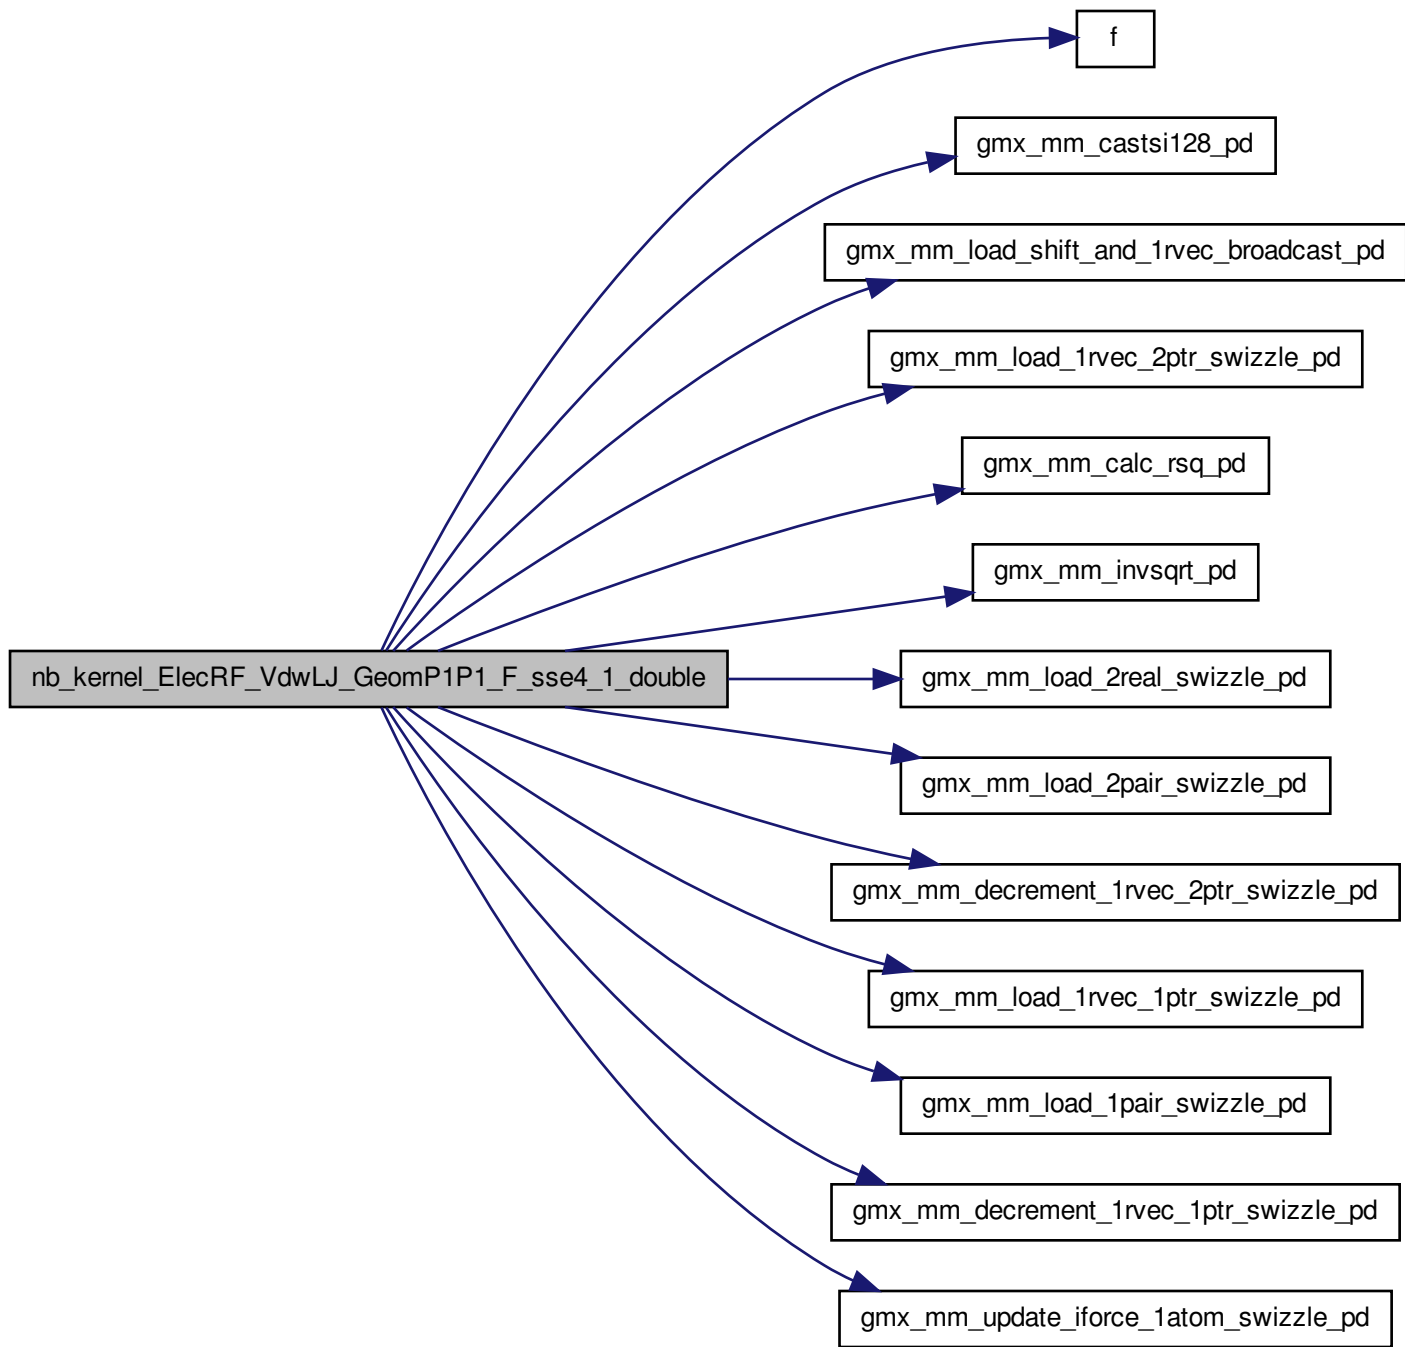 f
gmx_mm_castsi128_pd
gmx_mm_load_shift_and_1rvec_broadcast_pd
gmx_mm_load_1rvec_2ptr_swizzle_pd
gmx_mm_calc_rsq_pd
gmx_mm_invsqrt_pd
nb_kernel_ElecRF_VdwLJ_GeomP1P1_F_sse4_1_double
gmx_mm_load_2real_swizzle_pd
gmx_mm_load_2pair_swizzle_pd
gmx_mm_decrement_1rvec_2ptr_swizzle_pd
gmx_mm_load_1rvec_1ptr_swizzle_pd
gmx_mm_load_1pair_swizzle_pd
gmx_mm_decrement_1rvec_1ptr_swizzle_pd
gmx_mm_update_iforce_1atom_swizzle_pd